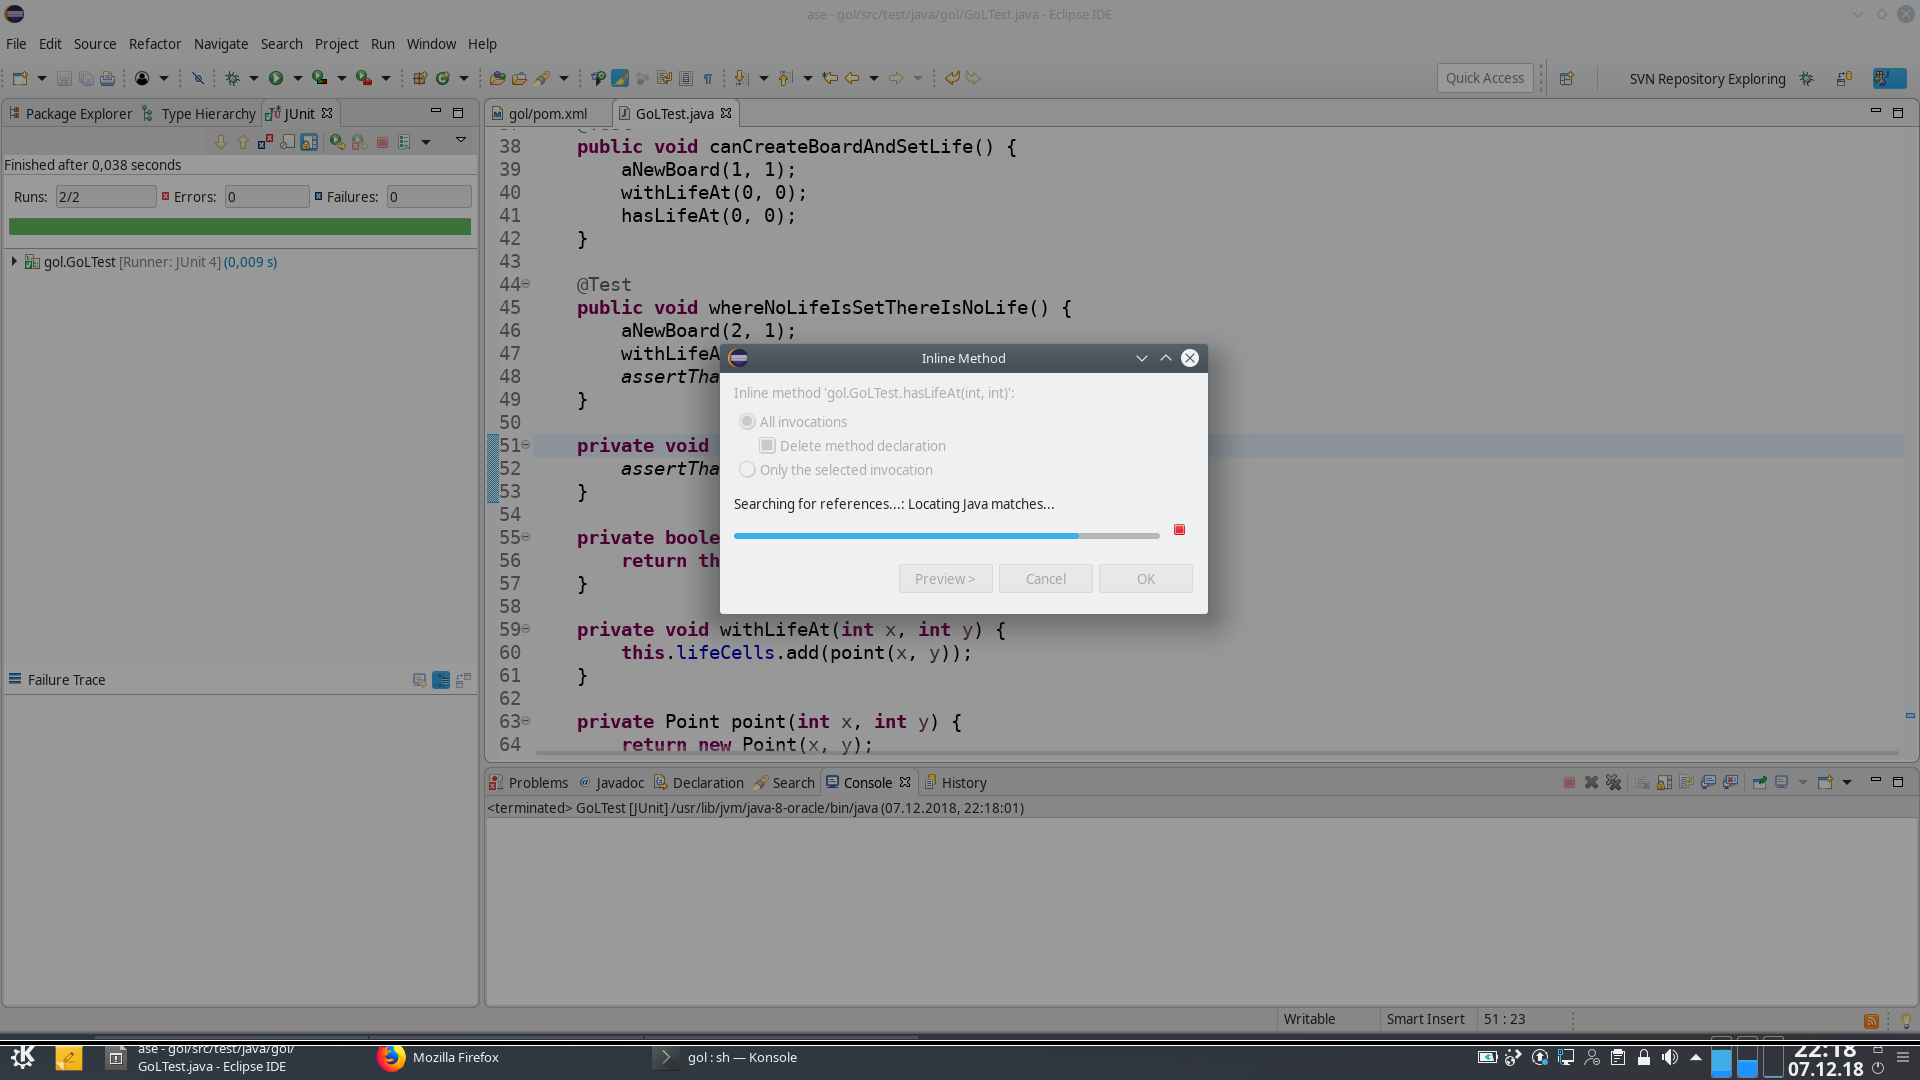 ase - gol/src/test/java/gol/GoLTest.java - Eclipse IDE
File Edit Source Refactor Navigate Search Project Run Window Help
Quick Access
SVN Repository Exploring
Package Explorer Type Hierarchy JUnit
Finished after 0,038 seconds
Runs: 2/2 Errors: 0 Failures: 0
gol.GoLTest [Runner: JUnit 4] (0,009 s)
Failure Trace
gol/pom.xml GoLTest.java
38 public void canCreateBoardAndSetLife() {
39 aNewBoard(1, 1);
40 withLifeAt(0, 0);
41 hasLifeAt(0, 0);
42 }
43
44 @Test
45 public void whereNoLifeIsSetThereIsNoLife() {
46 aNewBoard(2, 1);
47 withLifeA
48 assertTha
49 }
50
51 private void
52 assertTha
53 }
54
55 private boole
56 return th
57 }
58
59 private void withLifeAt(int x, int y) {
60 this.lifeCells.add(point(x, y));
61 }
62
63 private Point point(int x, int y) {
64 return new Point(x, y);
Inline Method
Inline method 'gol.GoLTest.hasLifeAt(int, int)':
All invocations
Delete method declaration
Only the selected invocation
Searching for references...: Locating Java matches...
Preview > Cancel OK
Problems Javadoc Declaration Search Console History
<terminated> GoLTest [JUnit] /usr/lib/jvm/java-8-oracle/bin/java (07.12.2018, 22:18:01)
Writable Smart Insert 51 : 23
ase - gol/src/test/java/gol/
GoLTest.java - Eclipse IDE
Mozilla Firefox
gol : sh — Konsole
22:18
07.12.18